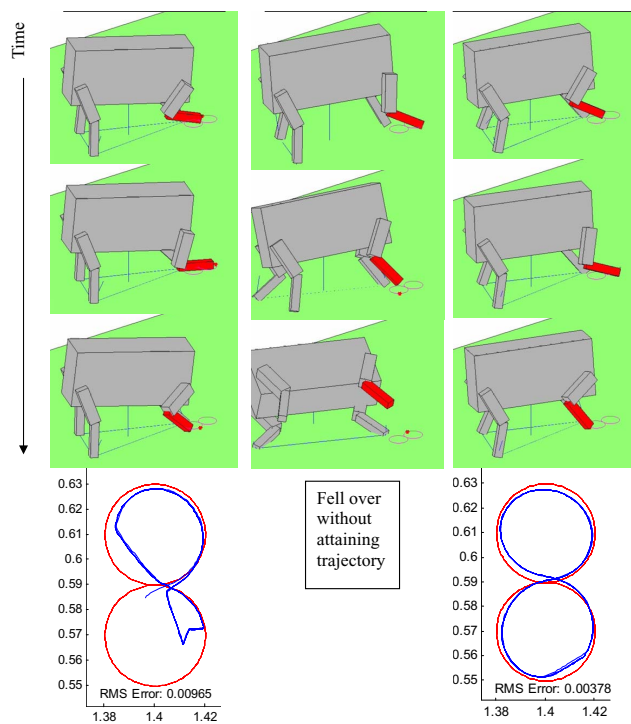 Time
Fell over
without
attaining
trajectory
0.63
0.62
0.61
0.6
0.59
0.58
0.57
0.56
0.55
RMS Error: 0.00965
1.38 1.4 1.42
0.63
0.62
0.61
0.6
0.59
0.58
0.57
0.56
0.55
RMS Error: 0.00378
1.38 1.4 1.42